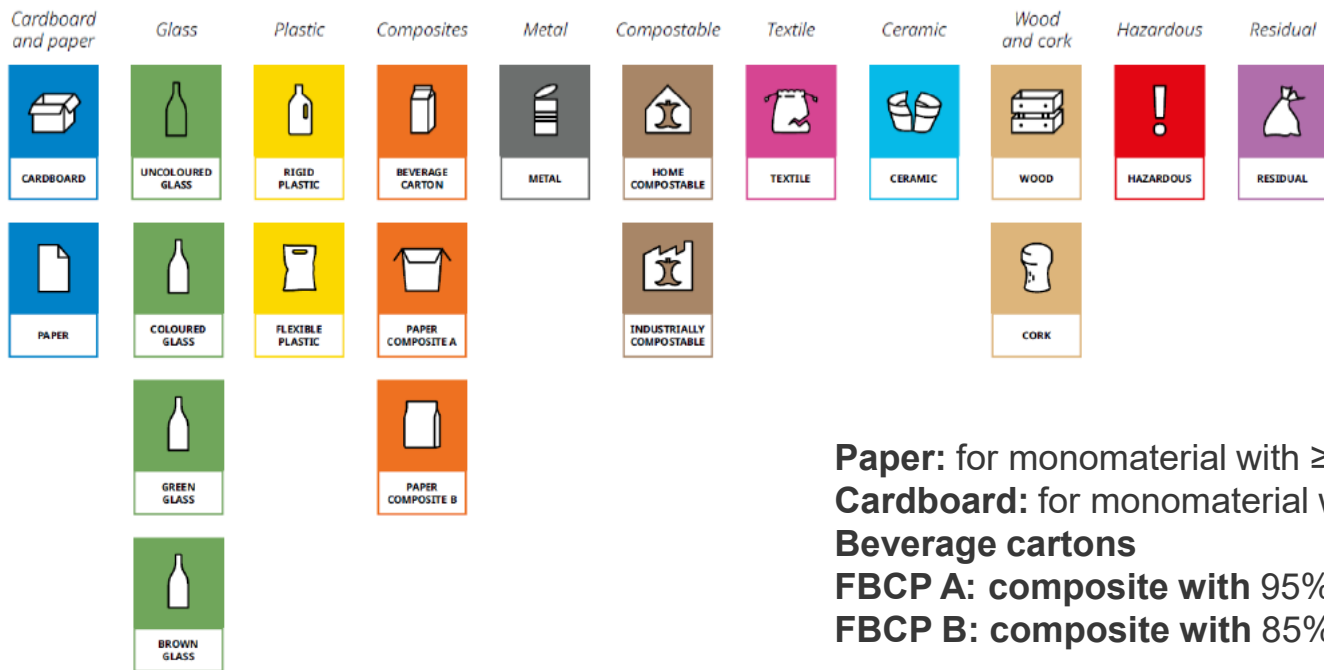 Cardboard
and paper
Glass
Plastic
Composites
Metal
Compostable
Textile
Ceramic
Wood
and cork
Hazardous
Residual
CARDBOARD
UNCOLOURED
GLASS
RIGID
PLASTIC
BEVERAGE
CARTON
METAL
HOME
COMPOSTABLE
TEXTILE
CERAMIC
WOOD
HAZARDOUS
RESIDUAL
PAPER
COLOURED
GLASS
FLEXIBLE
PLASTIC
PAPER
COMPOSITE A
INDUSTRIALLY
COMPOSTABLE
CORK
GREEN
GLASS
PAPER
COMPOSITE B
BROWN
GLASS
Paper: for monomaterial with ≥
Cardboard: for monomaterial
Beverage cartons
FBCP A: composite with 95%
FBCP B: composite with 85%